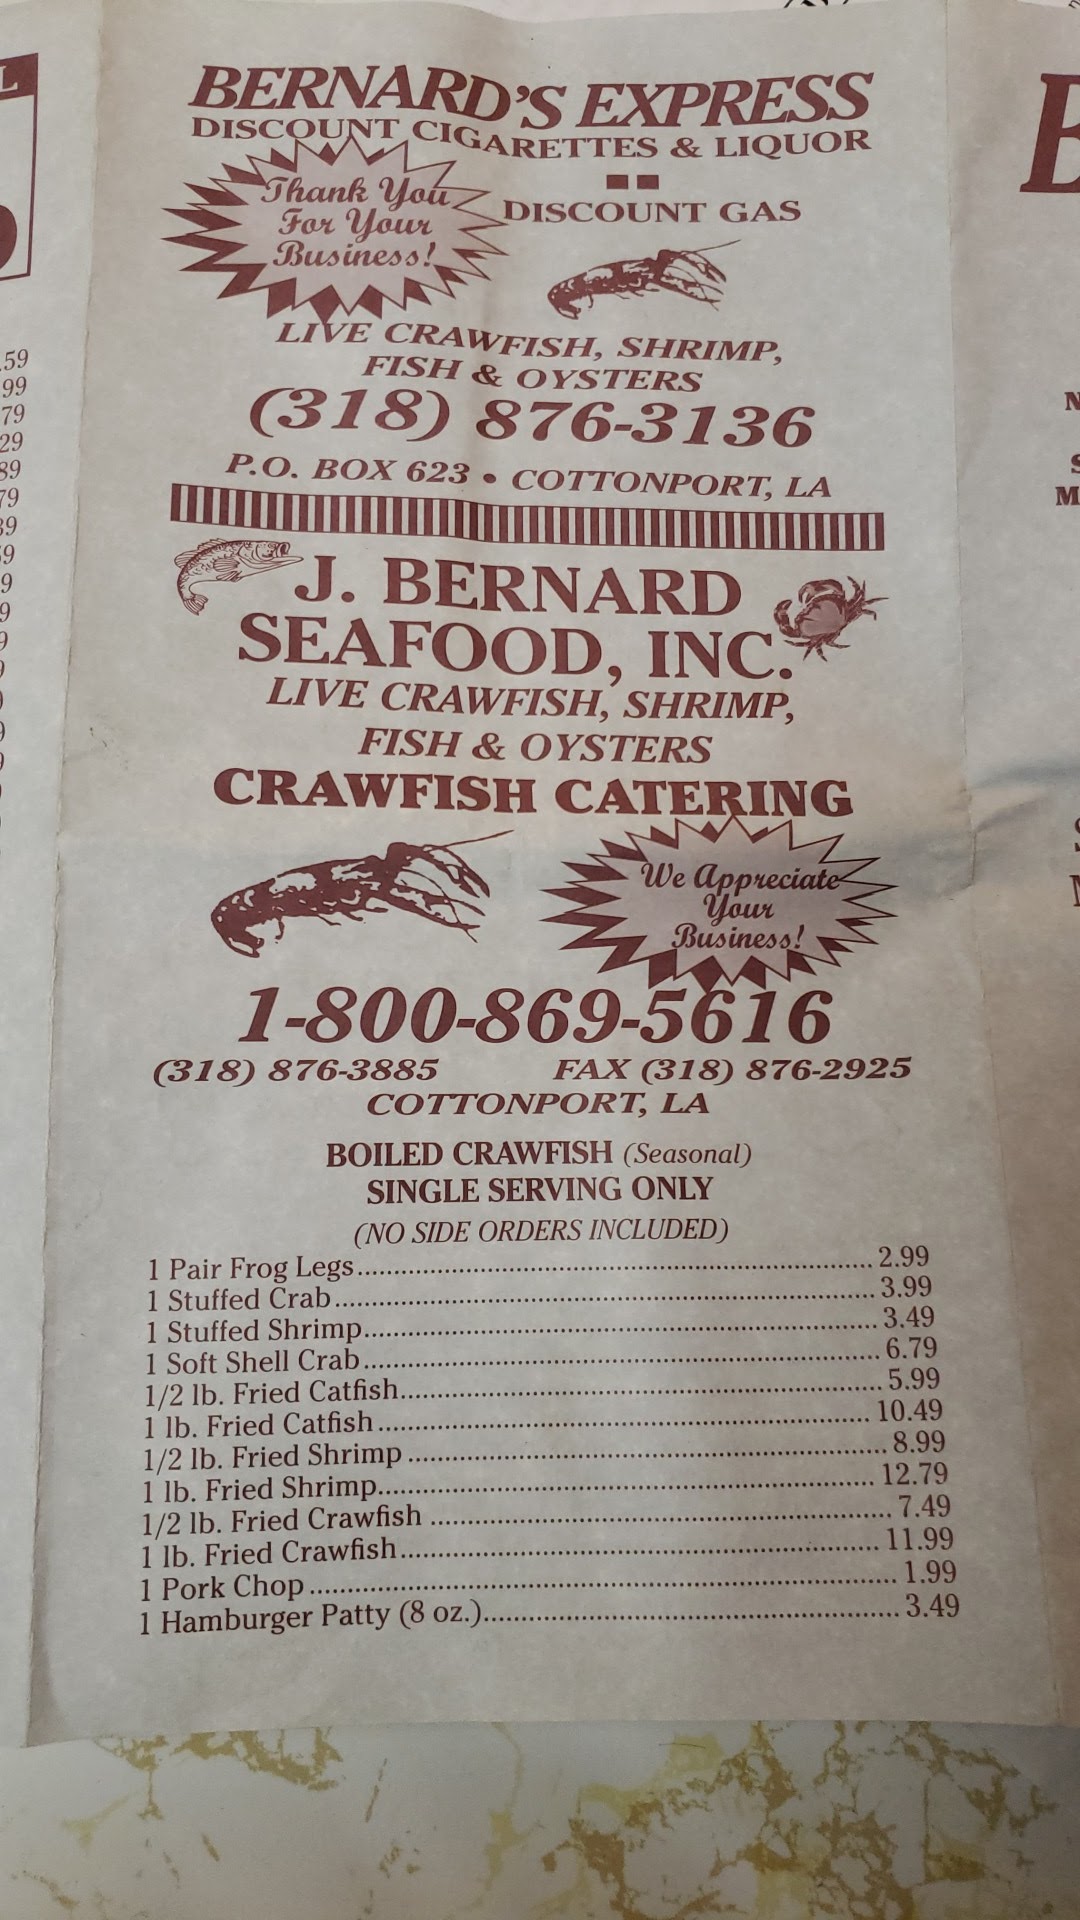 BERNARD'S EXPRESS
DISCOUNT CIGARETTES & LIQUOR
DISCOUNT GAS
Thank You
For Your
Business!
LIVE CRAWFISH, SHRIMP,
FISH & OYSTERS
(318) 876-3136
P.O. BOX 623 • COTTONPORT, LA
J. BERNARD
SEAFOOD, INC.
LIVE CRAWFISH, SHRIMP,
FISH & OYSTERS
CRAWFISH CATERING
We Appreciate
Your
Business!
1-800-869-5616
(318) 876-3885 FAX (318) 876-2925
COTTONPORT, LA
BOILED CRAWFISH (Seasonal)
SINGLE SERVING ONLY
(NO SIDE ORDERS INCLUDED)
1 Pair Frog Legs 2.99
1 Stuffed Crab 3.99
1 Stuffed Shrimp 3.49
1 Soft Shell Crab 6.79
1/2 lb. Fried Catfish 5.99
1 lb. Fried Catfish 10.49
1/2 lb. Fried Shrimp 8.99
1 lb. Fried Shrimp 12.79
1/2 lb. Fried Crawfish 7.49
1 lb. Fried Crawfish 11.99
1 Pork Chop 1.99
1 Hamburger Patty (8 oz.) 3.49